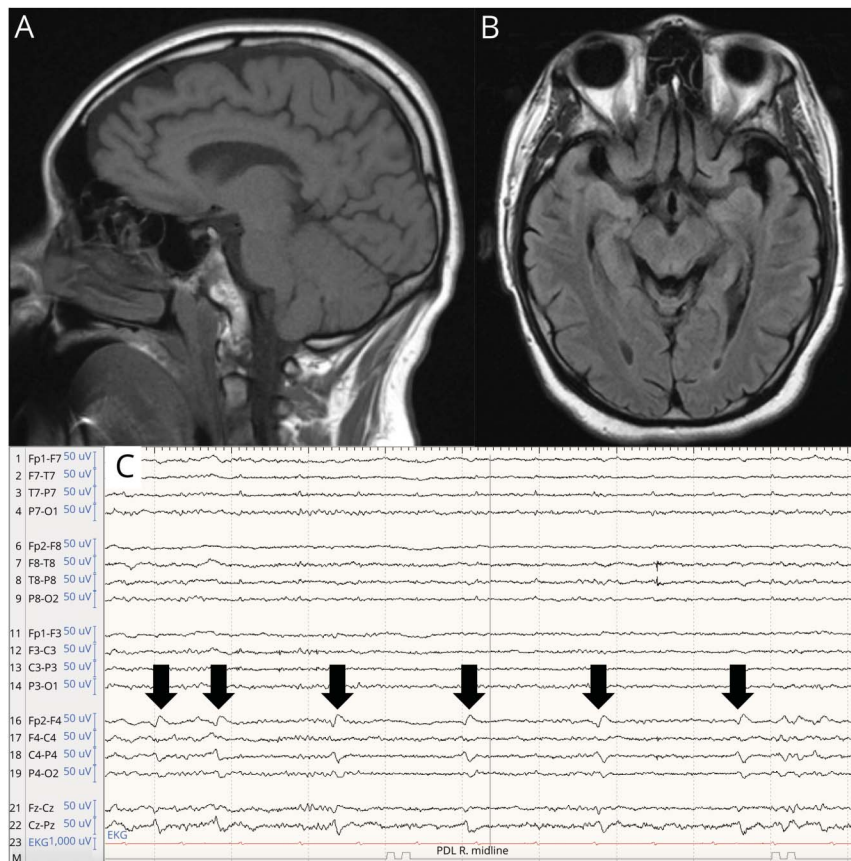 A
B
C
1 Fp1-F7 50 uV
2 F7-T7 50 uV
3 T7-P7 50 uV
4 P7-O1 50 uV
6 Fp2-F8 50 uV
7 F8-T8 50 uV
8 T8-P8 50 uV
9 P8-O2 50 uV
11 Fp1-F3 50 uV
12 F3-C3 50 uV
13 C3-P3 50 uV
14 P3-O1 50 uV
16 Fp2-F4 50 uV
17 F4-C4 50 uV
18 C4-P4 50 uV
19 P4-O2 50 uV
21 Fz-Cz 50 uV
22 Cz-Pz 50 uV
EKG
23 EKG 1,000 uV
PDL R. midline
M